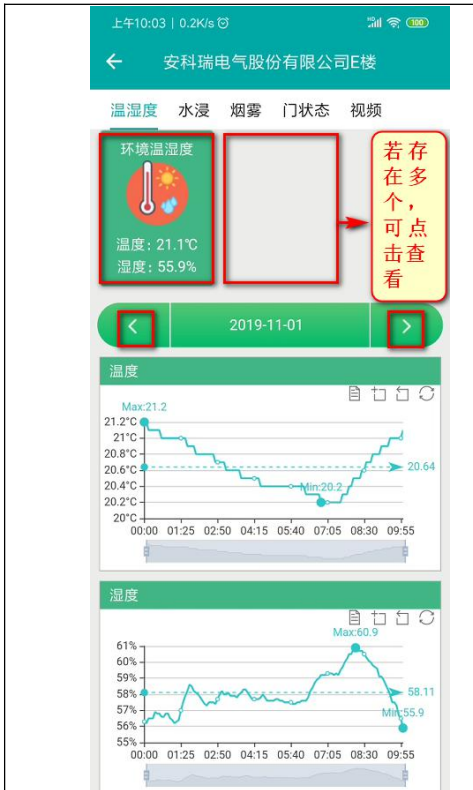 上午10:03 | 0.2K/s
HD 4G 100
安科瑞电气股份有限公司E楼
温湿度 水浸 烟雾 门状态 视频
环境温湿度
温度: 21.1℃
湿度: 55.9%
若存
在多
个，
可点
击查
看
2019-11-01
温度
Max:21.2
21.2°C
21°C
20.8°C
20.6°C
20.4°C
20.2°C
20°C
20.64
Min:20.2
00:00 01:25 02:50 04:15 05:40 07:05 08:30 09:55
湿度
Max:60.9
61%
60%
59%
58%
57%
56%
55%
58.11
Min:55.9
00:00 01:25 02:50 04:15 05:40 07:05 08:30 09:55